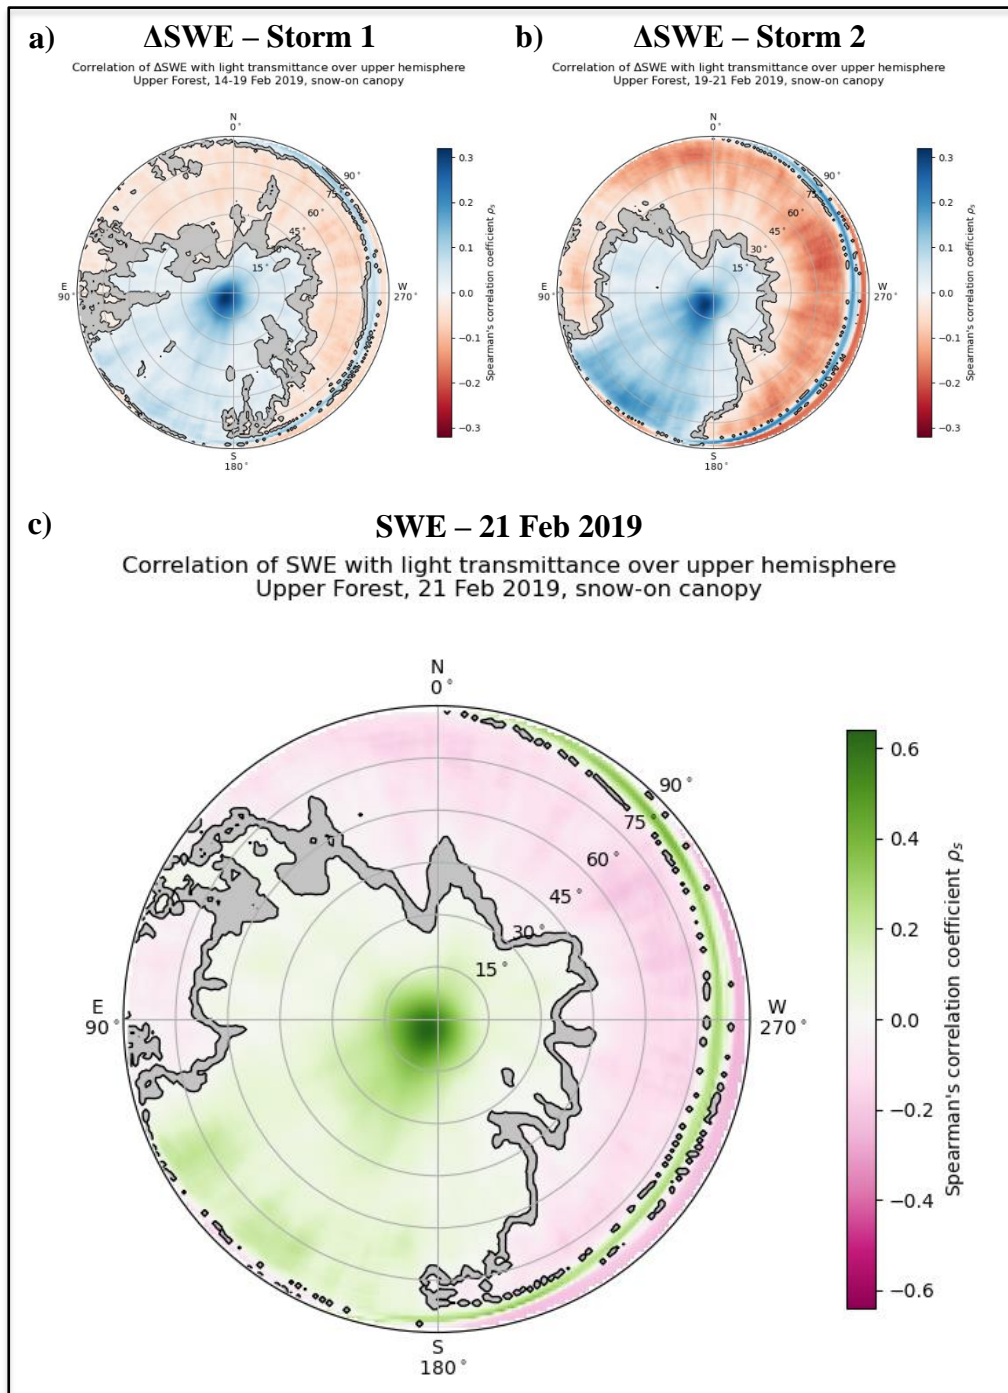 a) ΔSWE – Storm 1
Correlation of ΔSWE with light transmittance over upper hemisphere
Upper Forest, 14-19 Feb 2019, snow-on canopy
N
0°
90°
75
60°
45°
30°
15°
E
90°
W
270°
S
180°
0.3
0.2
0.1
0.0
−0.1
−0.2
−0.3
Spearman's correlation coefficient ρs
b) ΔSWE – Storm 2
Correlation of ΔSWE with light transmittance over upper hemisphere
Upper Forest, 19-21 Feb 2019, snow-on canopy
N
0°
90°
75
60°
45°
30°
15°
E
90°
W
270°
S
180°
0.3
0.2
0.1
0.0
−0.1
−0.2
−0.3
Spearman's correlation coefficient ρs
c) SWE – 21 Feb 2019
Correlation of SWE with light transmittance over upper hemisphere
Upper Forest, 21 Feb 2019, snow-on canopy
N
0°
90°
75
60°
45°
30°
15°
E
90°
W
270°
S
180°
0.6
0.4
0.2
0.0
−0.2
−0.4
−0.6
Spearman's correlation coefficient ρs